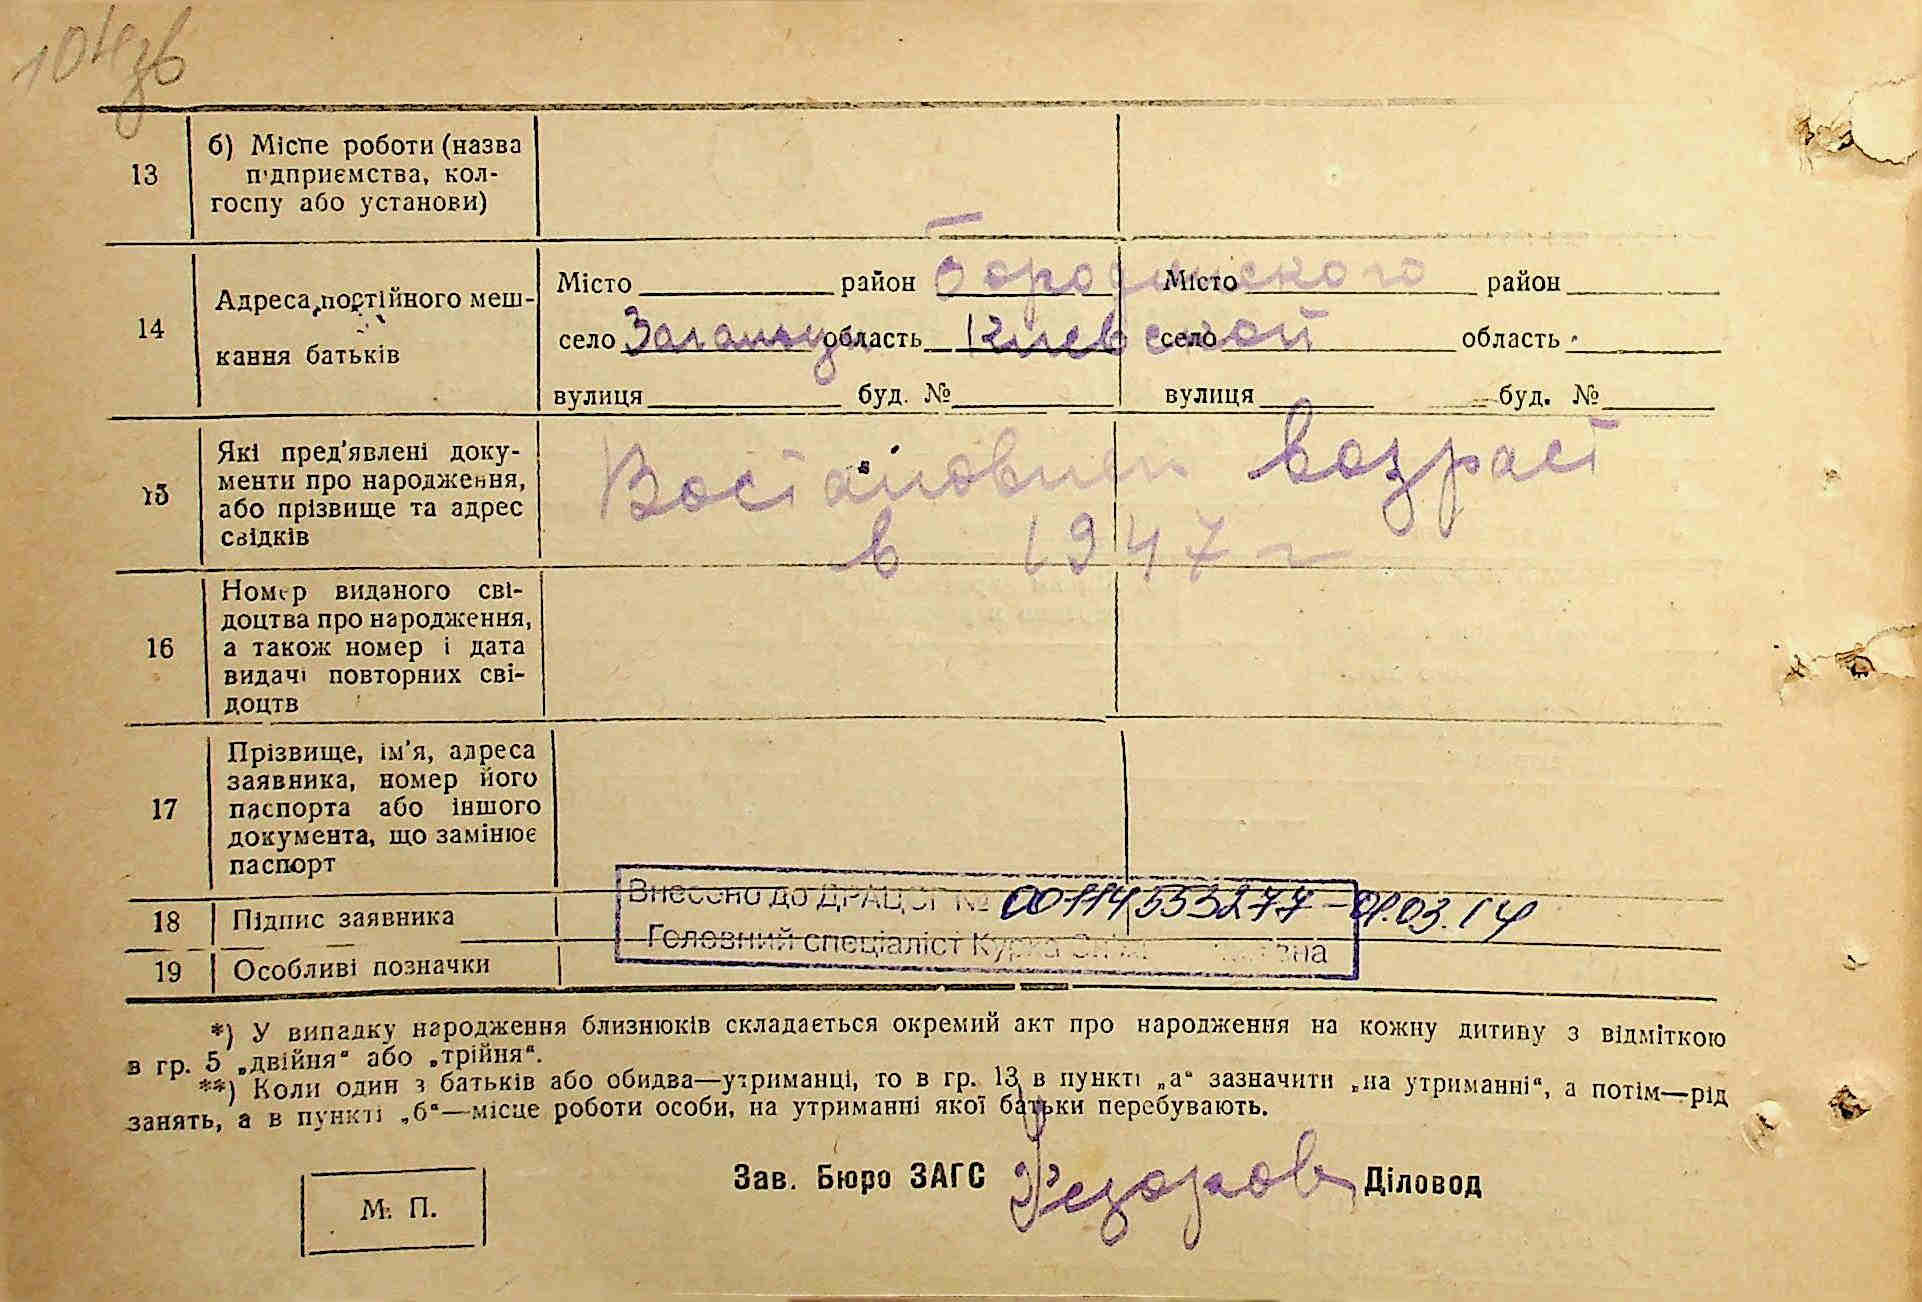 104зв
13
б) Місце роботи (назва
підприємства, кол-
госпу або установи)
14
Адреса постійного меш-
кання батьків
Місто район Бородянского Місто район
село Загальцы область Киевской село область
вулиця буд. № вулиця буд. №
15
Які пред'явлені доку-
менти про народження,
або прізвище та адрес
свідків
Востановили возраст
в 1947 г
16
Номер виданого сві-
доцтва про народження,
а також номер і дата
видачі повторних сві-
доцтв
17
Прізвище, ім'я, адреса
заявника, номер його
паспорта або іншого
документа, що замінює
паспорт
18 Підпис заявника
Внесено до ДРАЦСГ № 00114533277-01.03.14
Головний спеціаліст
19 Особливі позначки
*) У випадку народження близнюків складається окремий акт про народження на кожну дитину з відміткою
в гр. 5 „двійня“ або „трійня“.
**) Коли один з батьків або обидва—утриманці, то в гр. 13 в пункті „а“ зазначити „на утриманні“, а потім—рід
занять, а в пункті „б“—місце роботи особи, на утриманні якої батьки перебувають.
Зав. Бюро ЗАГС Діловод
М. П.